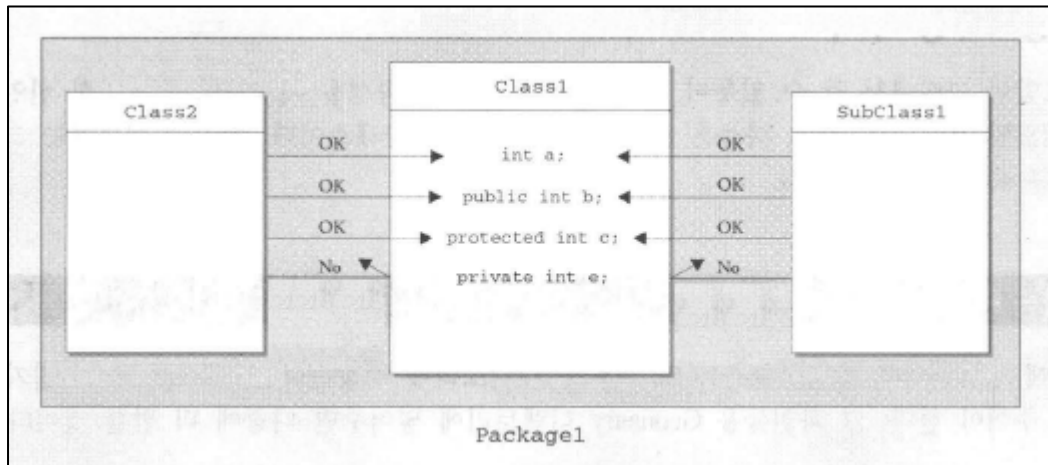 Class1
Class2
SubClass1
OK
int a;
OK
OK
public int b;
OK
OK
protected int c;
OK
No
private int e;
No
Package1